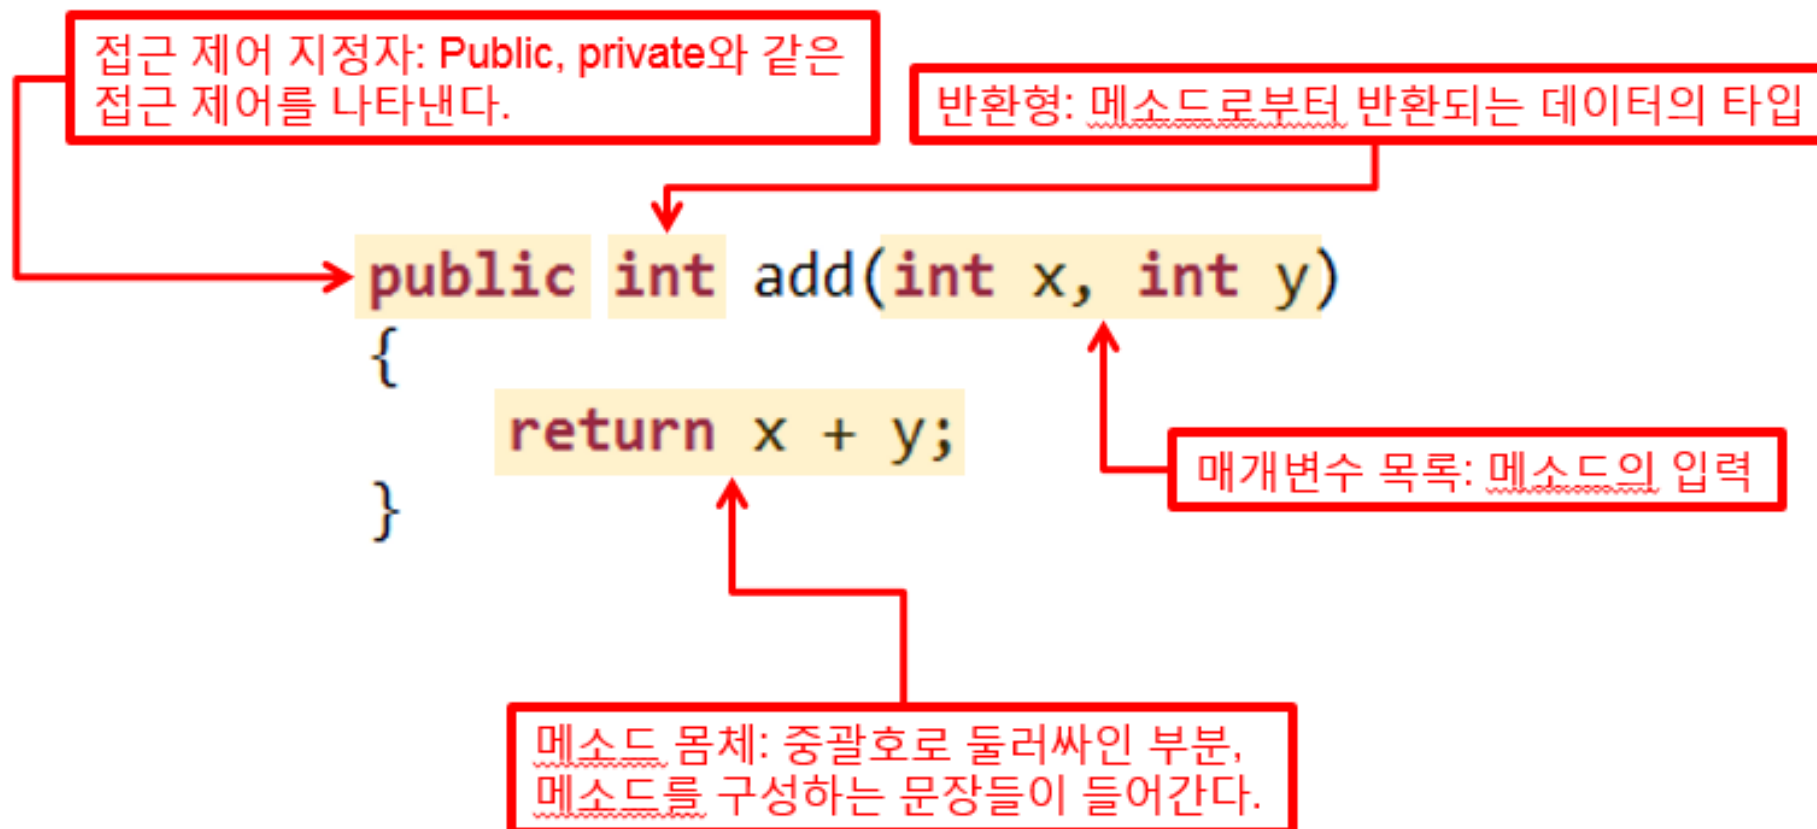 접근 제어 지정자: Public, private와 같은
접근 제어를 나타낸다.
반환형: 메소드로부터 반환되는 데이터의 타입
public int add(int x, int y)
{
return x + y;
}
매개변수 목록: 메소드의 입력
메소드 몸체: 중괄호로 둘러싸인 부분,
메소드를 구성하는 문장들이 들어간다.